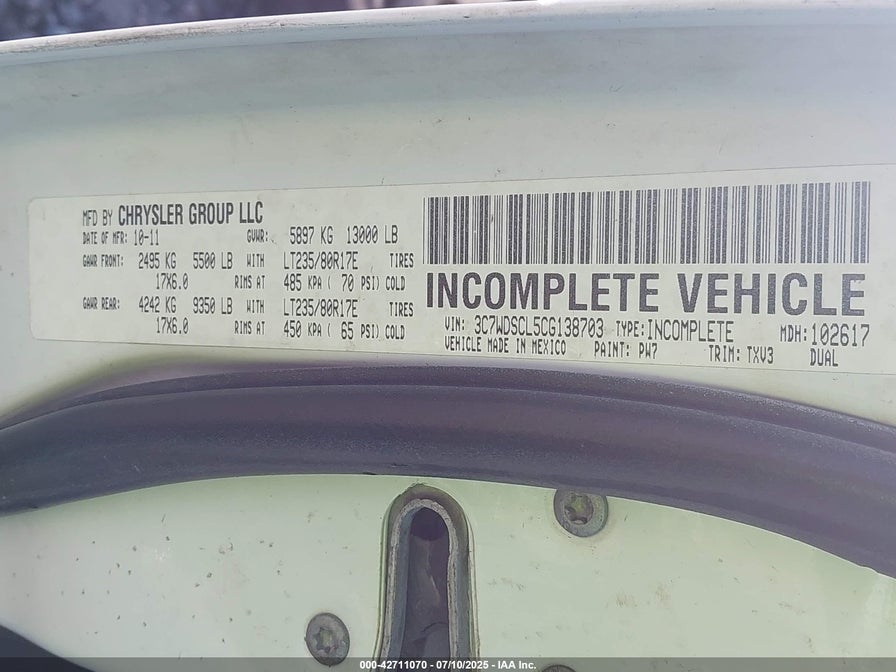 MFD BY CHRYSLER GROUP LLC
DATE OF MFR: 10-11 GVWR: 5897 KG 13000 LB
GAWR FRONT: 2495 KG 5500 LB WITH LT235/80R17E TIRES
17X6.0 RIMS AT 485 KPA ( 70 PSI) COLD
GAWR REAR: 4242 KG 9350 LB WITH LT235/80R17E TIRES
17X6.0 RIMS AT 450 KPA ( 65 PSI) COLD
INCOMPLETE VEHICLE
VIN: 3C7WDSCL5CG138703 TYPE: INCOMPLETE MDH: 102617
VEHICLE MADE IN MEXICO PAINT: PW7 TRIM: TXV3 DUAL
000-42711070 - 07/10/2025 - IAA Inc.